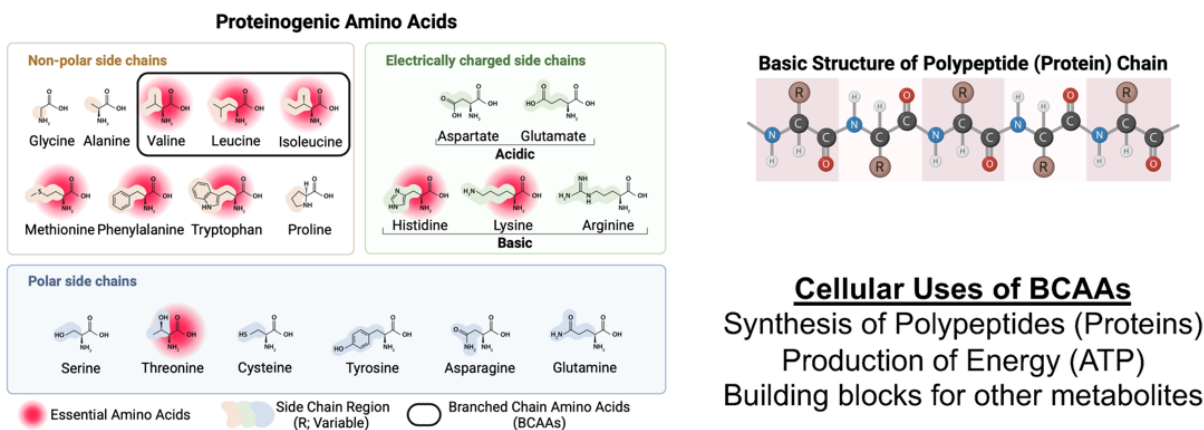 Proteinogenic Amino Acids
Non-polar side chains
Glycine
Alanine
Valine
Leucine
Isoleucine
Methionine
Phenylalanine
Tryptophan
Proline
Electrically charged side chains
Aspartate
Glutamate
Acidic
Histidine
Lysine
Arginine
Basic
Polar side chains
Serine
Threonine
Cysteine
Tyrosine
Asparagine
Glutamine
Essential Amino Acids
Side Chain Region
(R; Variable)
Branched Chain Amino Acids
(BCAAs)
Basic Structure of Polypeptide (Protein) Chain
R H O R H O R
N C C N C C N C C N C C N C C
H H O R H H O R H H O
Cellular Uses of BCAAs
Synthesis of Polypeptides (Proteins)
Production of Energy (ATP)
Building blocks for other metabolites